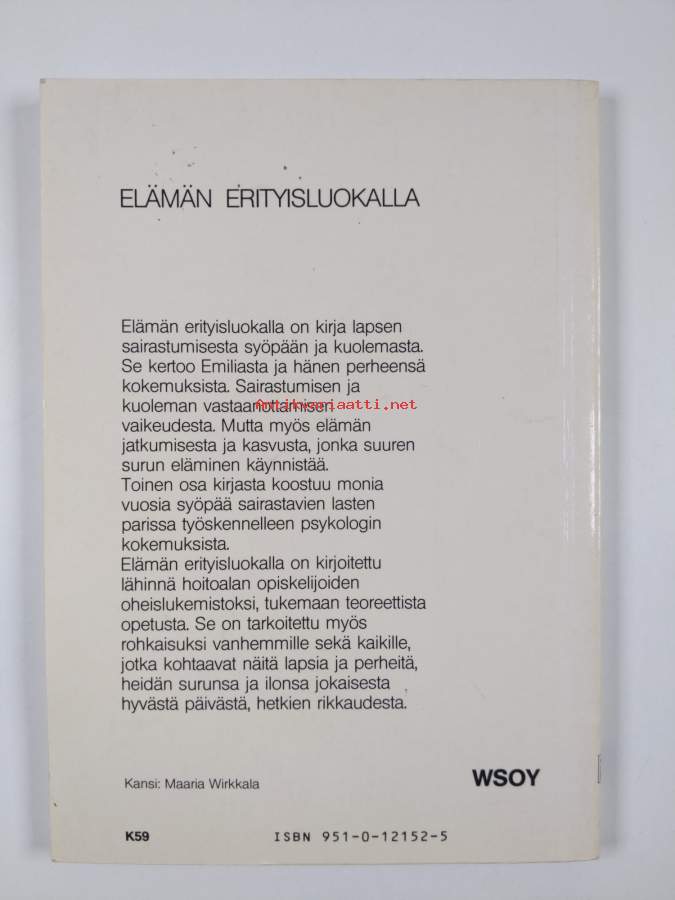 ELÄMÄN ERITYISLUOKALLA
Elämän erityisluokalla on kirja lapsen
sairastumisesta syöpään ja kuolemasta.
Se kertoo Emiliasta ja hänen perheensä
kokemuksista. Sairastumisen ja
kuoleman vastaanottamisen
Antikvariaatti.net
vaikeudesta. Mutta myös elämän
jatkumisesta ja kasvusta, jonka suuren
surun eläminen käynnistää.
Toinen osa kirjasta koostuu monia
vuosia syöpää sairastavien lasten
parissa työskennelleen psykologin
kokemuksista.
Elämän erityisluokalla on kirjoitettu
lähinnä hoitoalan opiskelijoiden
oheislukemistoksi, tukemaan teoreettista
opetusta. Se on tarkoitettu myös
rohkaisuksi vanhemmille sekä kaikille,
jotka kohtaavat näitä lapsia ja perheitä,
heidän surunsa ja ilonsa jokaisesta
hyvästä päivästä, hetkien rikkaudesta.
Kansi: Maaria Wirkkala
WSOY
K59
ISBN 951-0-12152-5